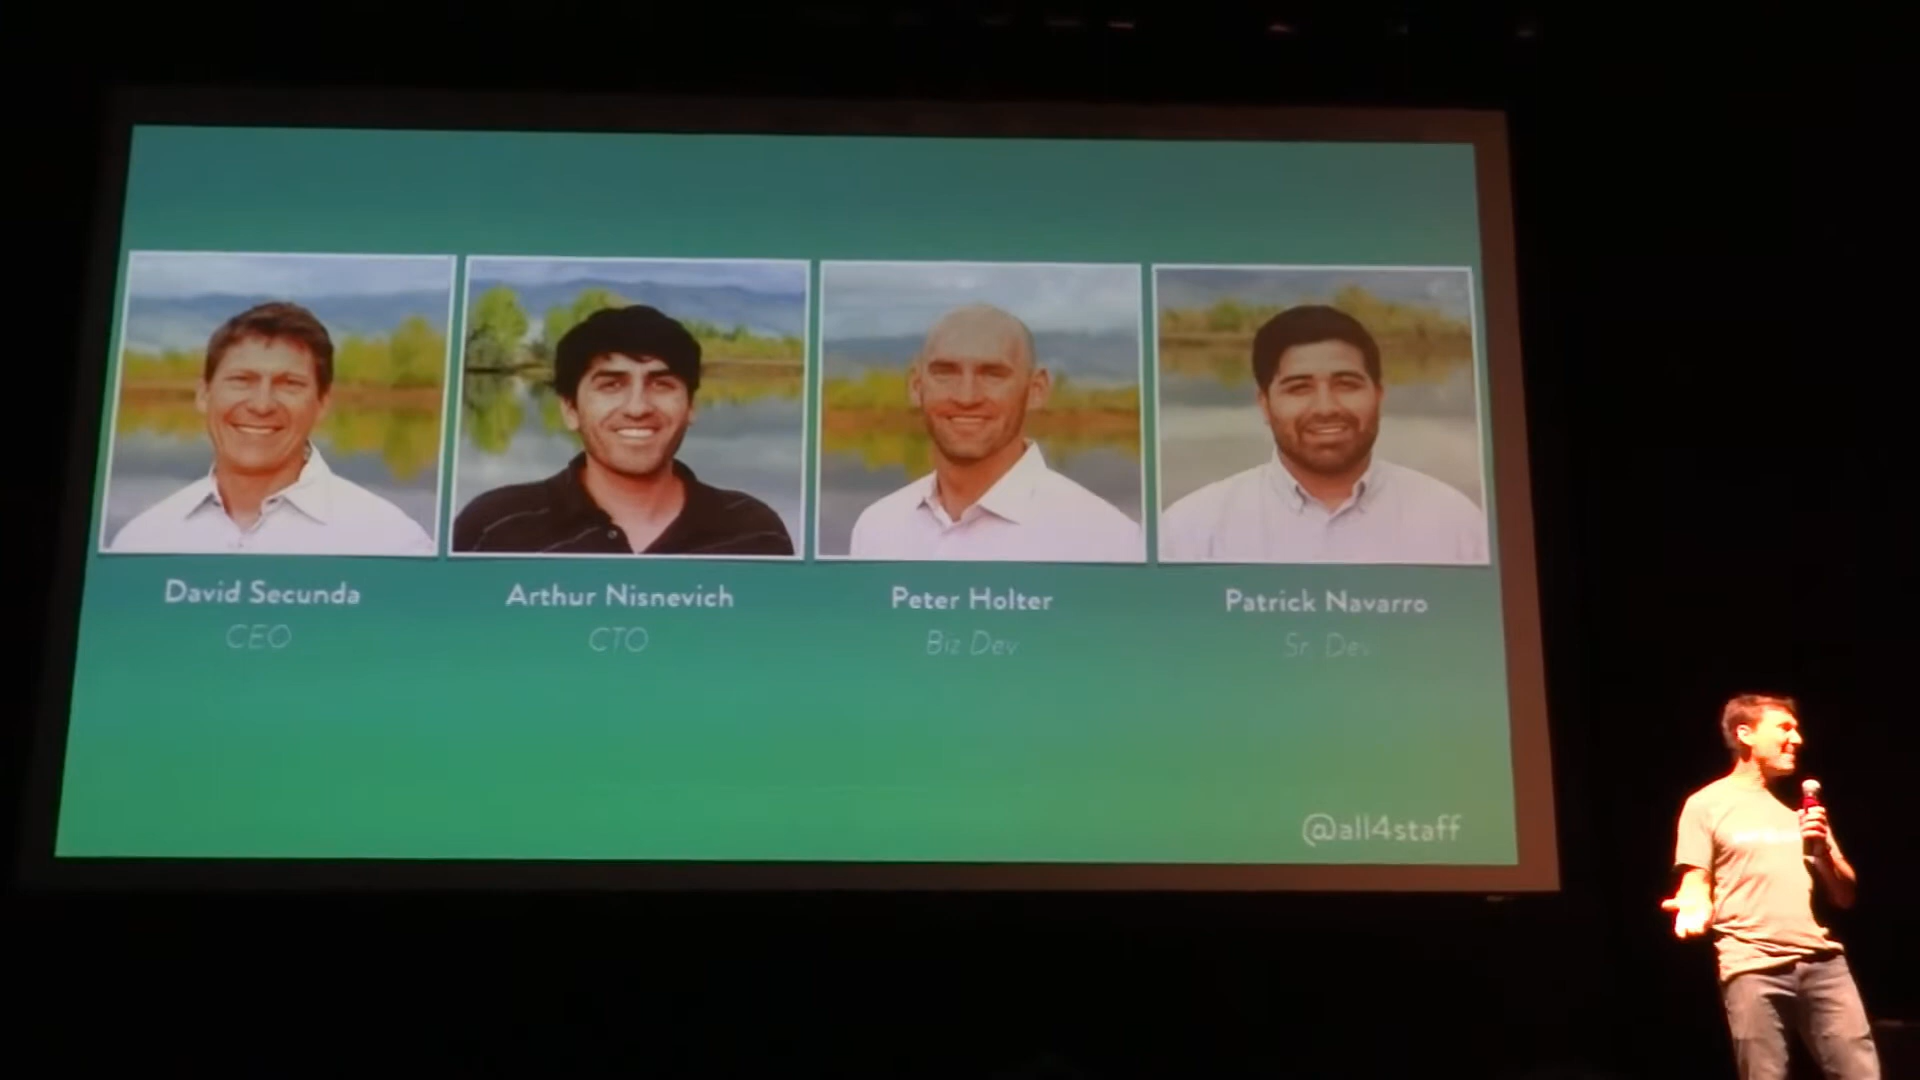 David Secunda
CEO
Arthur Nisnevich
CTO
Peter Holter
Biz Dev
Patrick Navarro
Sr. Dev
@all4staff